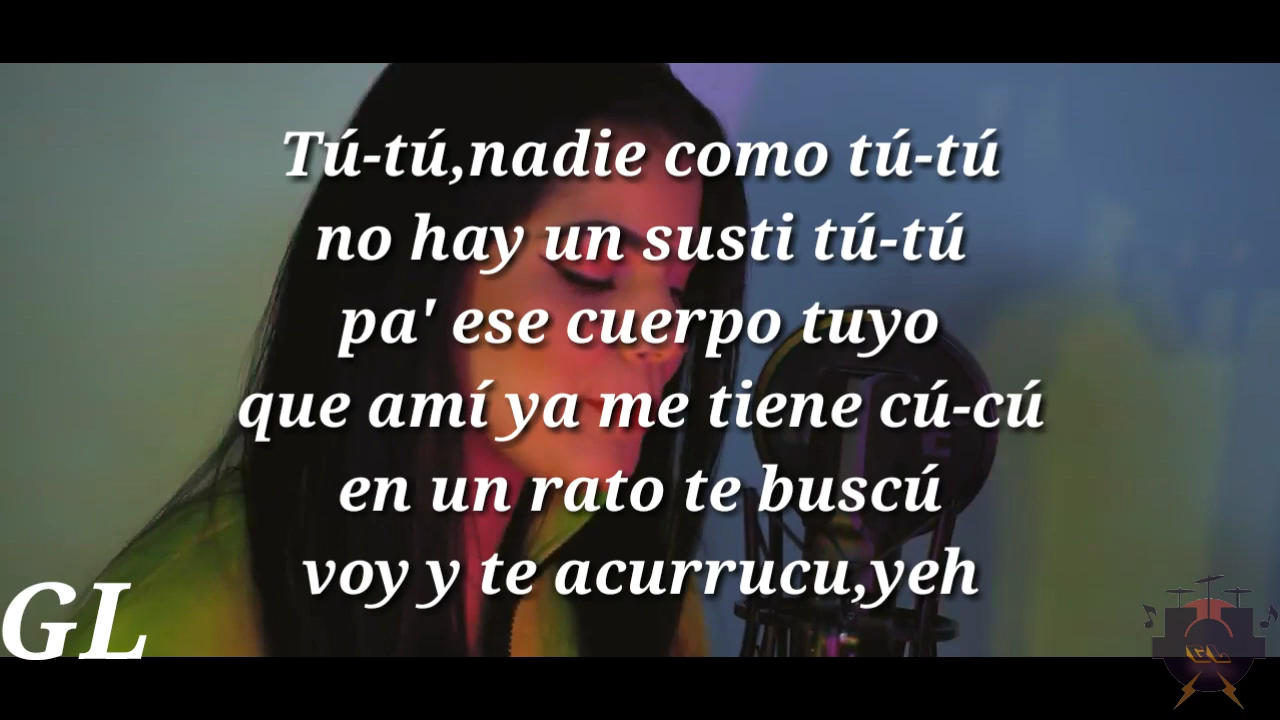 Tú-tú,nadie como tú-tú
no hay un susti tú-tú
pa' ese cuerpo tuyo
que amí ya me tiene cú-cú
en un rato te buscú
voy y te acurrucu,yeh
GL